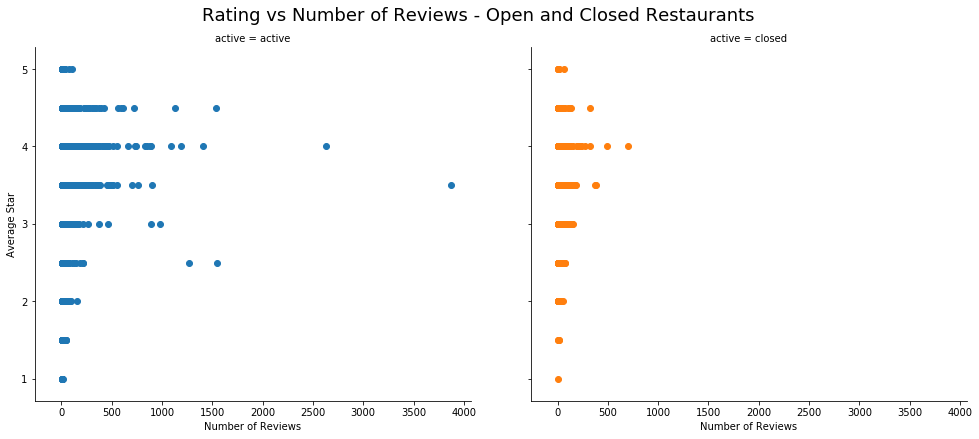 Rating vs Number of Reviews - Open and Closed Restaurants
active = active
active = closed
Average Star
5
4
3
2
1
0 500 1000 1500 2000 2500 3000 3500 4000
0 500 1000 1500 2000 2500 3000 3500 4000
Number of Reviews
Number of Reviews